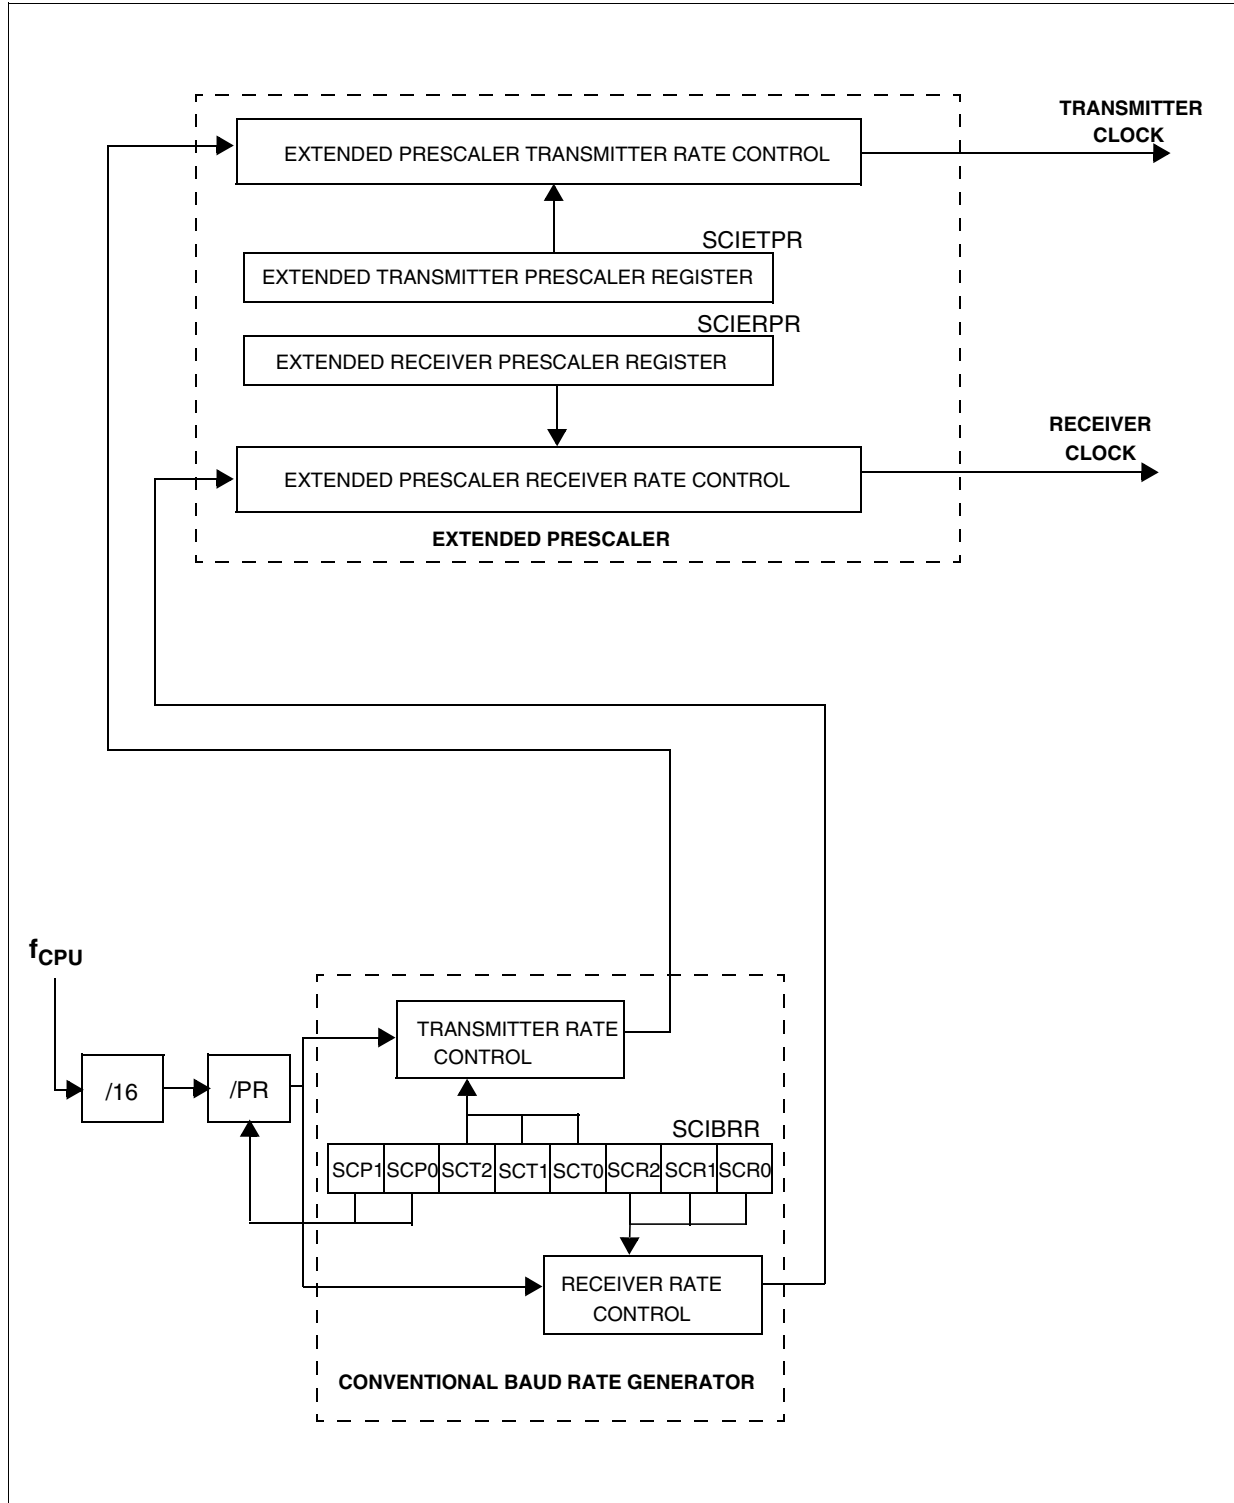 TRANSMITTER
CLOCK
EXTENDED PRESCALER TRANSMITTER RATE CONTROL
SCIETPR
EXTENDED TRANSMITTER PRESCALER REGISTER
SCIERPR
EXTENDED RECEIVER PRESCALER REGISTER
RECEIVER
CLOCK
EXTENDED PRESCALER RECEIVER RATE CONTROL
EXTENDED PRESCALER
fCPU
TRANSMITTER RATE
CONTROL
/16
/PR
SCIBRR
SCP1 SCP0 SCT2 SCT1 SCT0 SCR2 SCR1 SCR0
RECEIVER RATE
CONTROL
CONVENTIONAL BAUD RATE GENERATOR